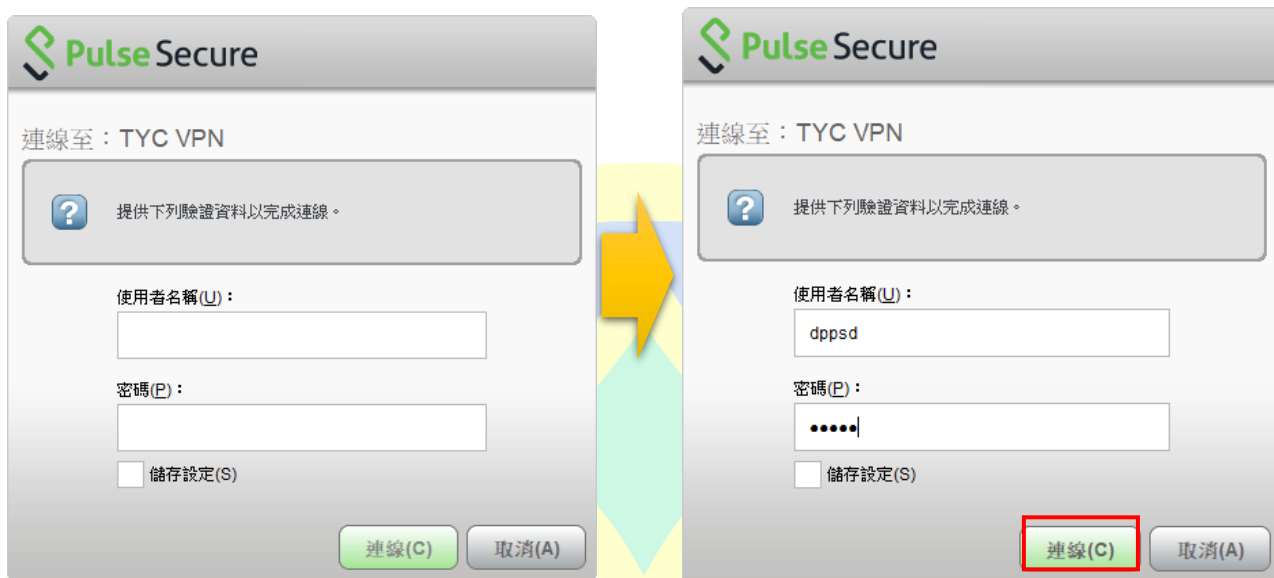 Pulse Secure
連線至：TYC VPN
提供下列驗證資料以完成連線。
使用者名稱(U)：
密碼(P)：
儲存設定(S)
連線(C)
取消(A)
Pulse Secure
連線至：TYC VPN
提供下列驗證資料以完成連線。
使用者名稱(U)：
dppsd
密碼(P)：
•••••
儲存設定(S)
連線(C)
取消(A)